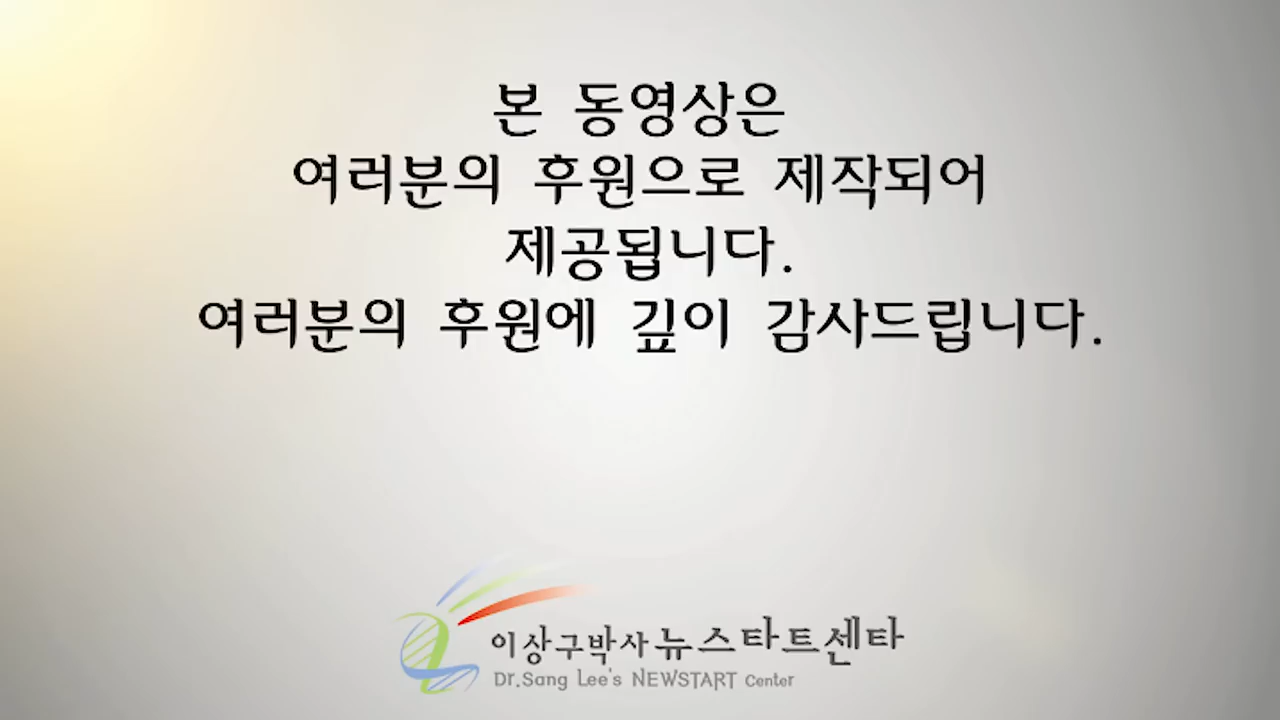 본 동영상은
여러분의 후원으로 제작되어
제공됩니다.
여러분의 후원에 깊이 감사드립니다.
이상구박사 뉴스타트센타
Dr.Sang Lee's NEWSTART Center